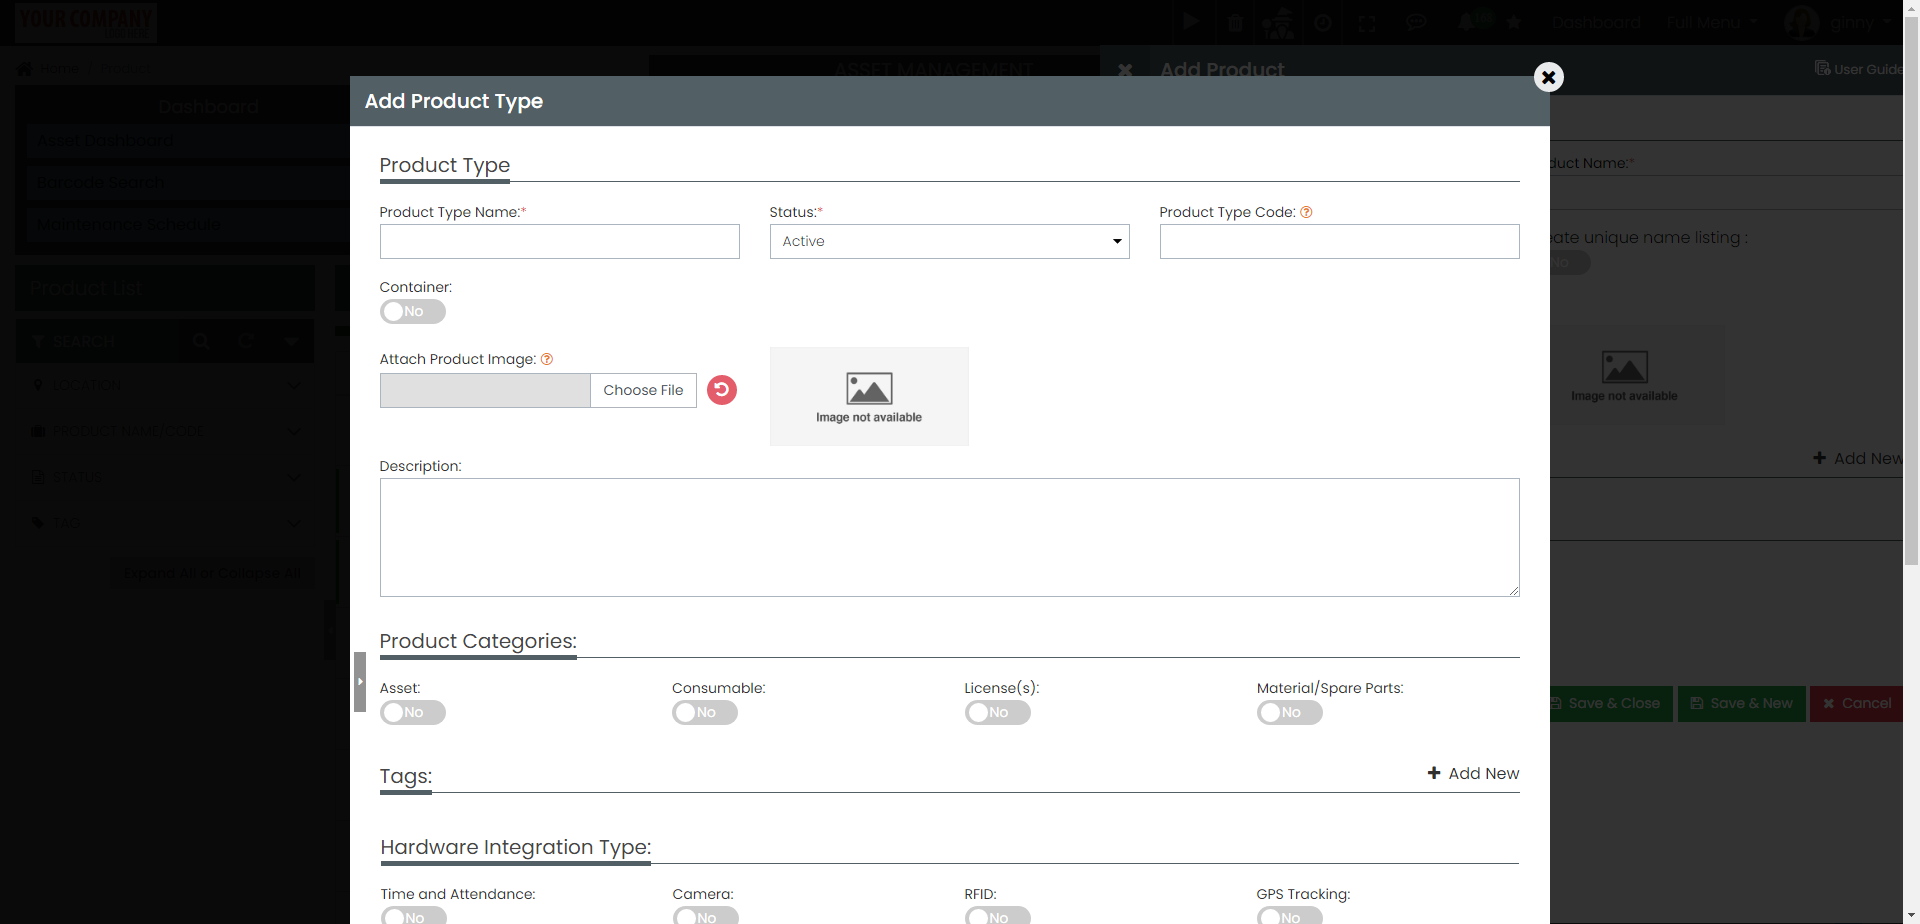 YOUR COMPANY
Dashboard
Full Menu
ginny
Home
Product
ASSET MANAGEMENT
Add Product
User Guide
Dashboard
Asset Dashboard
Barcode Search
Maintenance Schedule
Product List
SEARCH
LOCATION
PRODUCT NAME/CODE
STATUS
TAG
Expand All or Collapse All
Add Product Type
Product Type
Product Type Name:*
Status:*
Product Type Code:
Active
Container:
No
Attach Product Image:
Choose File
Image not available
Description:
Product Categories:
Asset:
Consumable:
License(s):
Material/Spare Parts:
No
No
No
No
Tags:
Add New
Hardware Integration Type:
Time and Attendance:
Camera:
RFID:
GPS Tracking:
No
No
No
No
duct Name:*
eate unique name listing :
No
Image not available
Add New
Save & Close
Save & New
Cancel